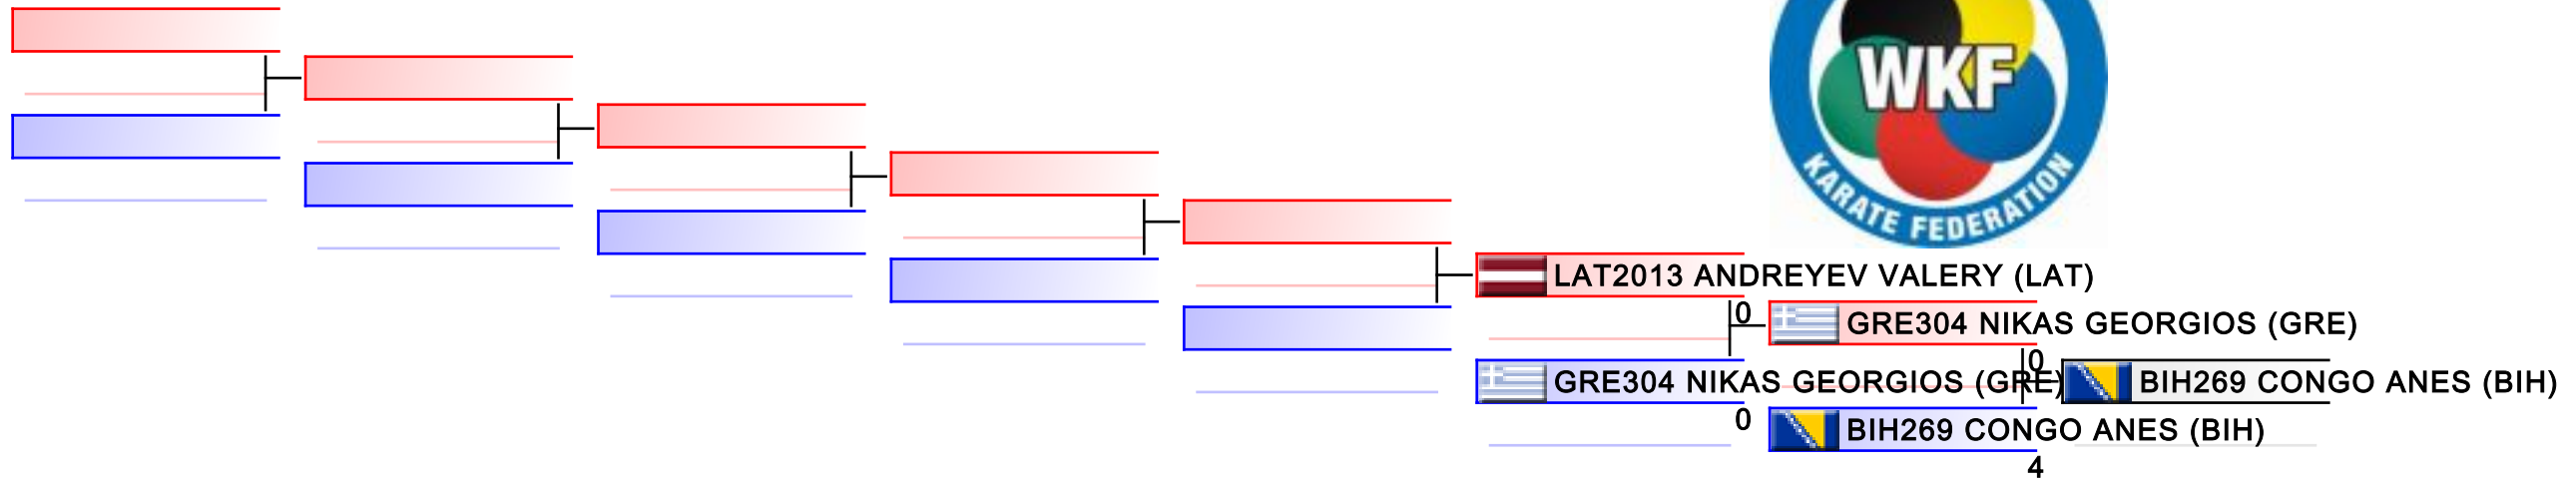 WKF
KARATE FEDERATION
LAT2013 ANDREYEV VALERY (LAT)
0
GRE304 NIKAS GEORGIOS (GRE)
0
GRE304 NIKAS GEORGIOS (GRE)
BIH269 CONGO ANES (BIH)
0
BIH269 CONGO ANES (BIH)
4